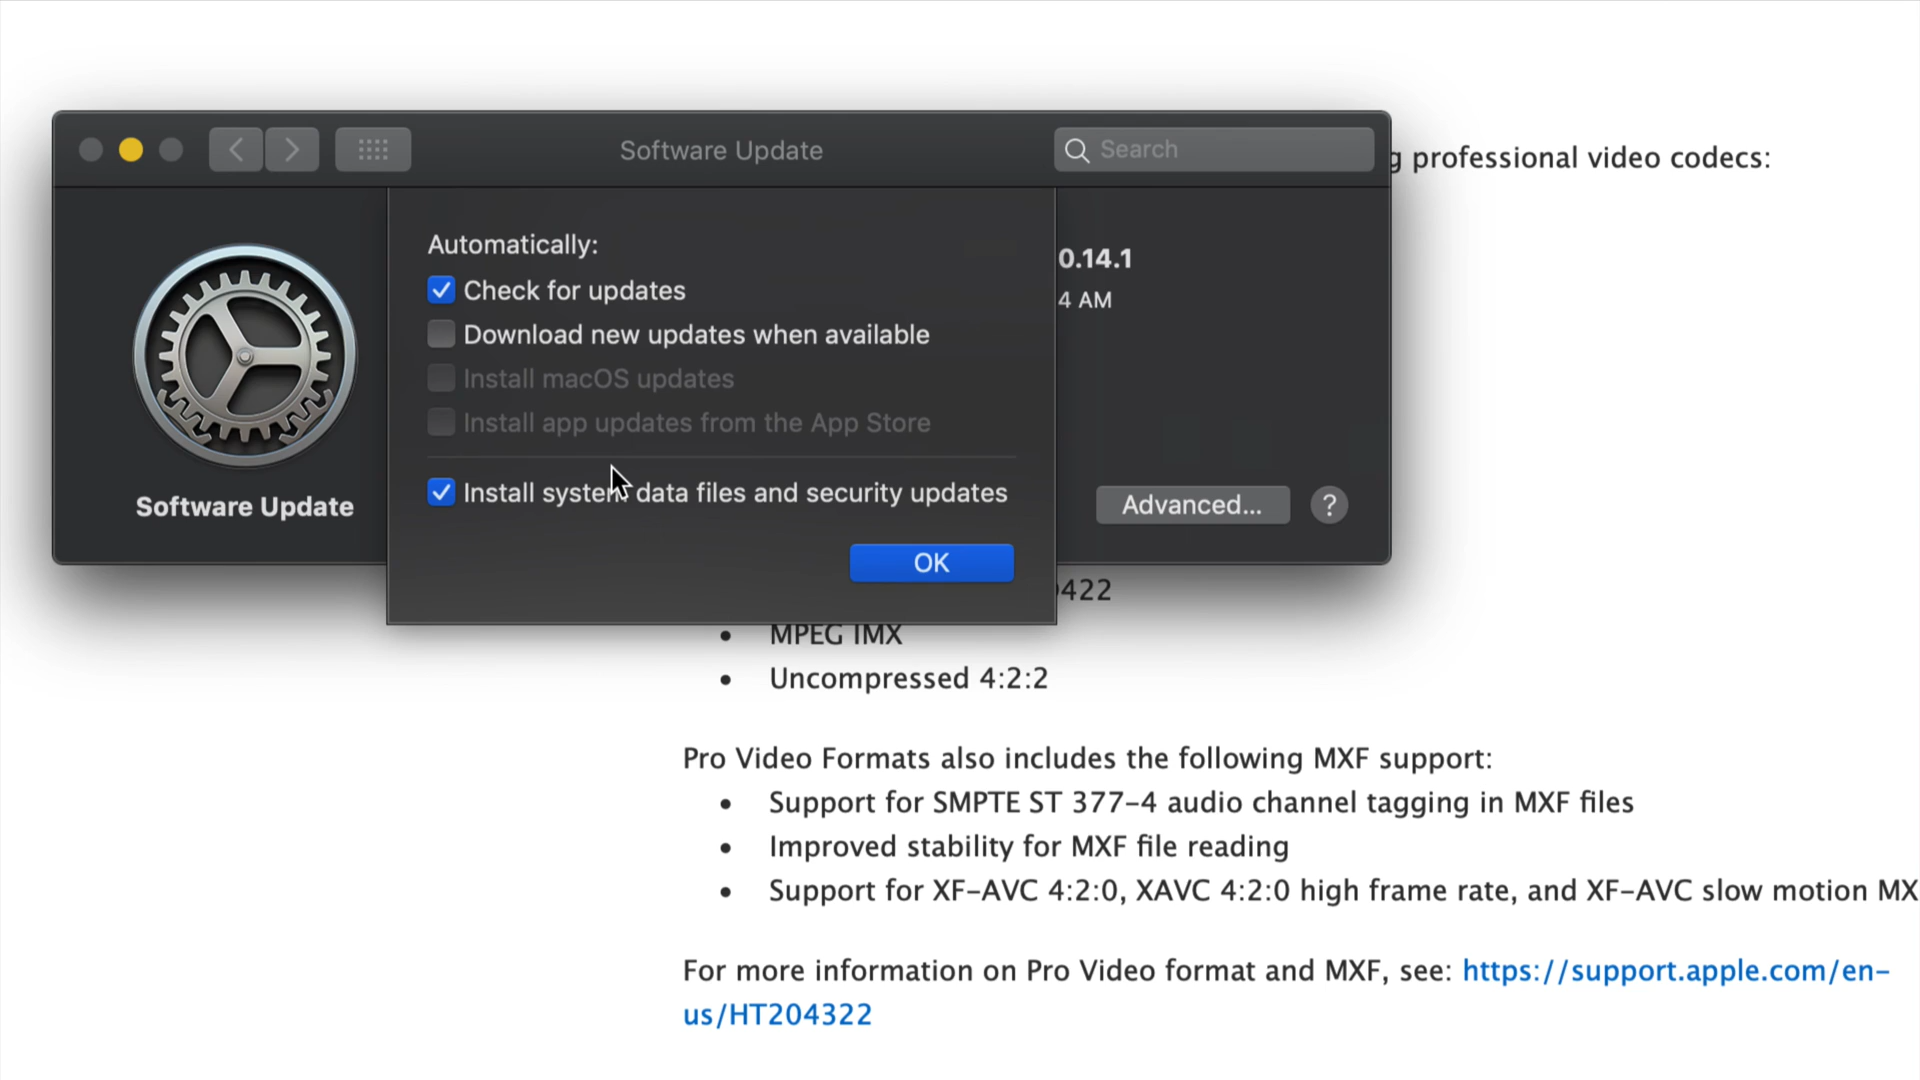 Software Update
Search
g professional video codecs:
Automatically:
Check for updates
Download new updates when available
Install macOS updates
Install app updates from the App Store
Install system data files and security updates
OK
Software Update
0.14.1
4 AM
Advanced...
?
422
MPEG IMX
Uncompressed 4:2:2
Pro Video Formats also includes the following MXF support:
Support for SMPTE ST 377-4 audio channel tagging in MXF files
Improved stability for MXF file reading
Support for XF-AVC 4:2:0, XAVC 4:2:0 high frame rate, and XF-AVC slow motion MX
For more information on Pro Video format and MXF, see: https://support.apple.com/en-
us/HT204322